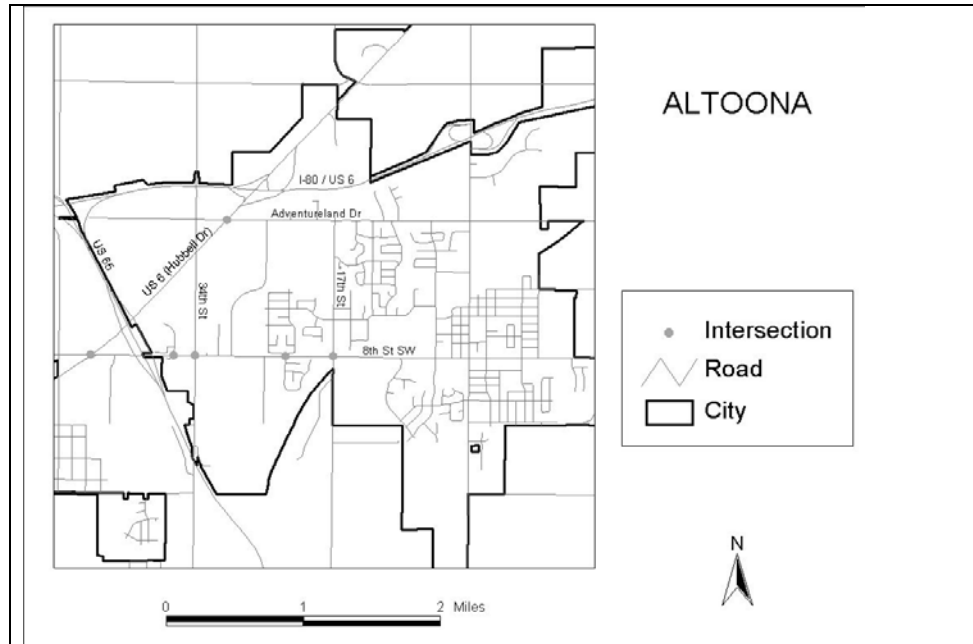 ALTOONA
I-80 / US 6
Adventureland Dr
US 65
US 6 (Hubbell Dr)
34th St
17th St
8th St SW
Intersection
Road
City
N
0 1 2 Miles